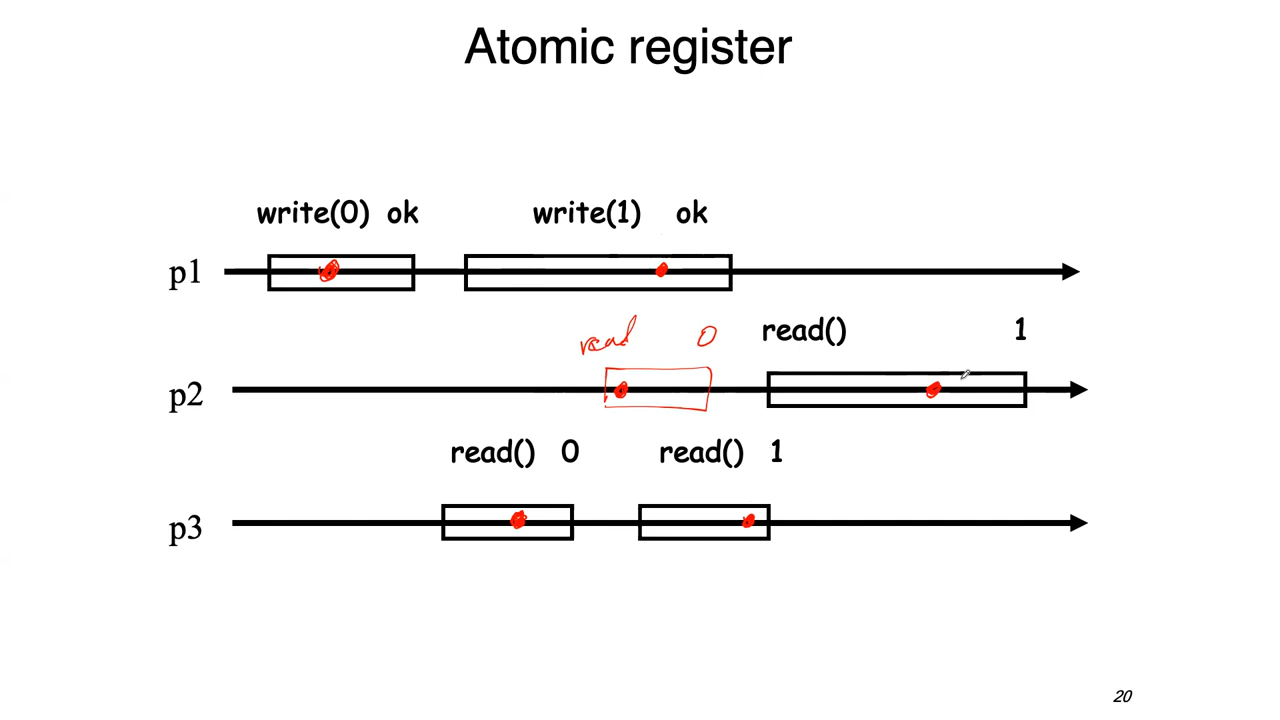 Atomic register
write(0) ok write(1) ok
p1
read 0 read() 1
p2
read() 0 read() 1
p3
20